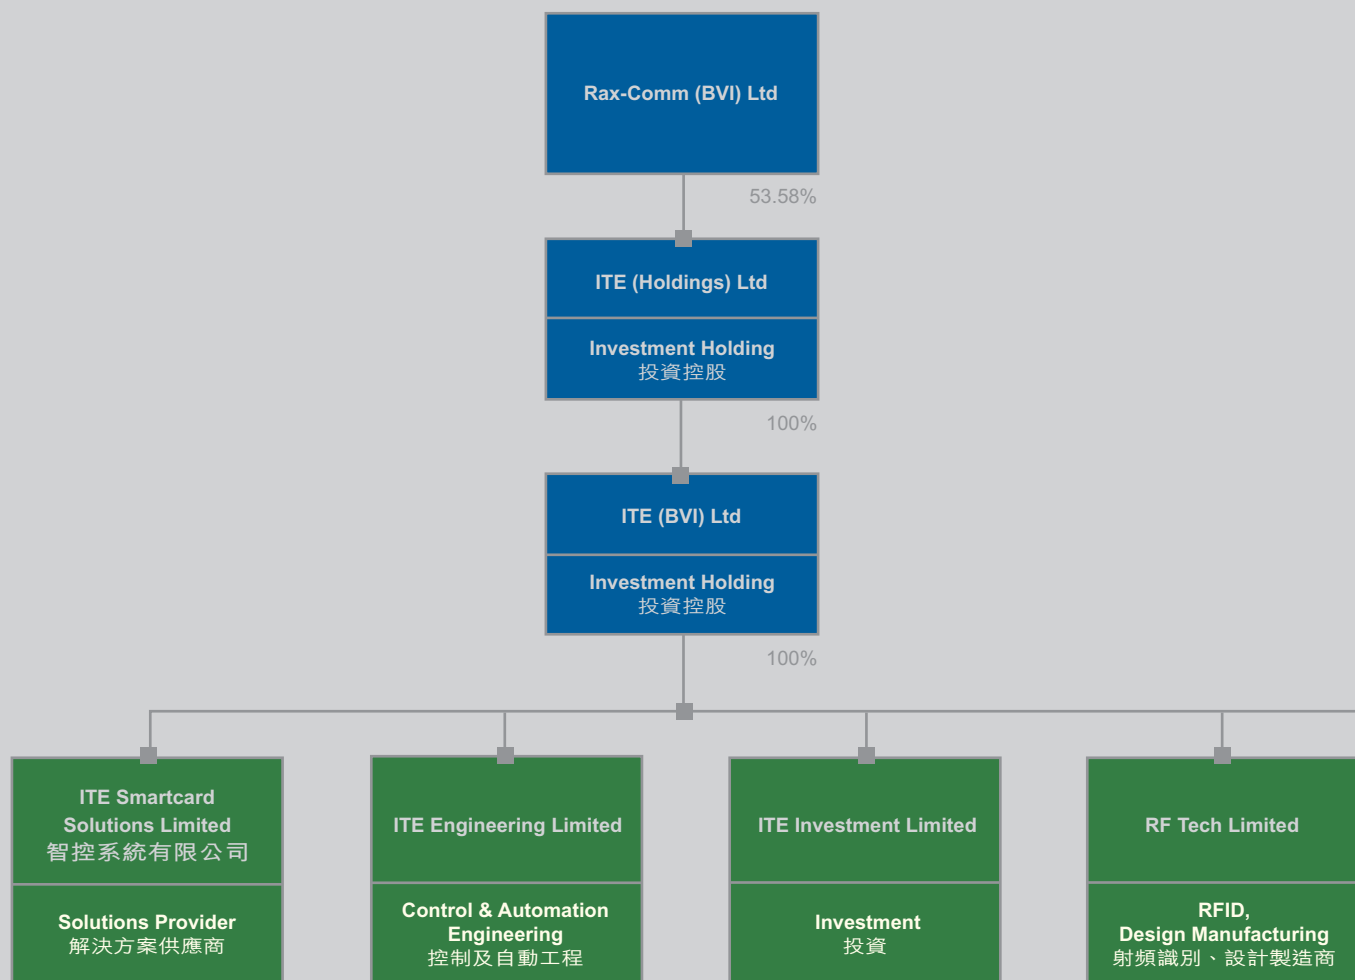 Rax-Comm (BVI) Ltd
53.58%
ITE (Holdings) Ltd
Investment Holding
投資控股
100%
ITE (BVI) Ltd
Investment Holding
投資控股
100%
ITE Smartcard
Solutions Limited
智控系統有限公司
Solutions Provider
解決方案供應商
ITE Engineering Limited
Control & Automation
Engineering
控制及自動工程
ITE Investment Limited
Investment
投資
RF Tech Limited
RFID,
Design Manufacturing
射頻識別、設計製造商